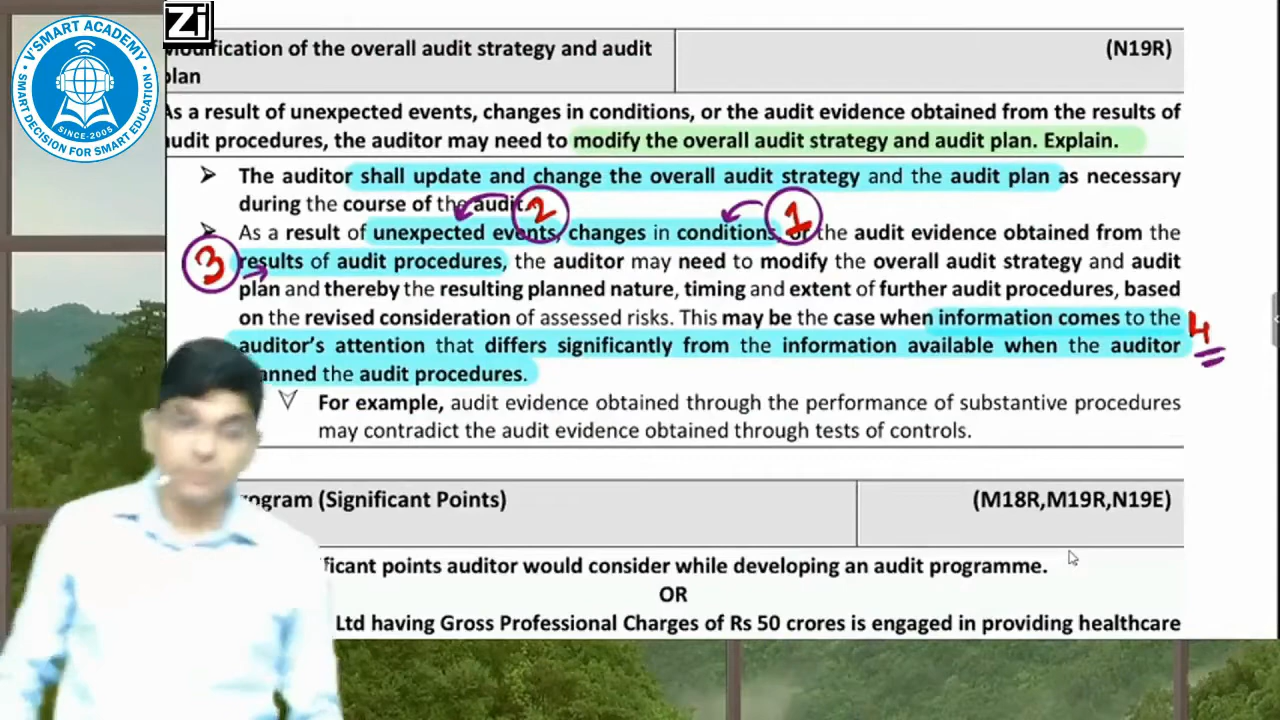 V'SMART ACADEMY
SMART DECISION FOR SMART EDUCATION
SINCE-2005
Zj
Modification of the overall audit strategy and audit (N19R)
plan
As a result of unexpected events, changes in conditions, or the audit evidence obtained from the results of
audit procedures, the auditor may need to modify the overall audit strategy and audit plan. Explain.
➤ The auditor shall update and change the overall audit strategy and the audit plan as necessary
during the course of the audit.
2
1
➤ As a result of unexpected events, changes in conditions, or the audit evidence obtained from the
3
results of audit procedures, the auditor may need to modify the overall audit strategy and audit
plan and thereby the resulting planned nature, timing and extent of further audit procedures, based
on the revised consideration of assessed risks. This may be the case when information comes to the
4
auditor's attention that differs significantly from the information available when the auditor
planned the audit procedures.
For example, audit evidence obtained through the performance of substantive procedures
may contradict the audit evidence obtained through tests of controls.
rogram (Significant Points) (M18R,M19R,N19E)
ficant points auditor would consider while developing an audit programme.
OR
Ltd having Gross Professional Charges of Rs 50 crores is engaged in providing healthcare